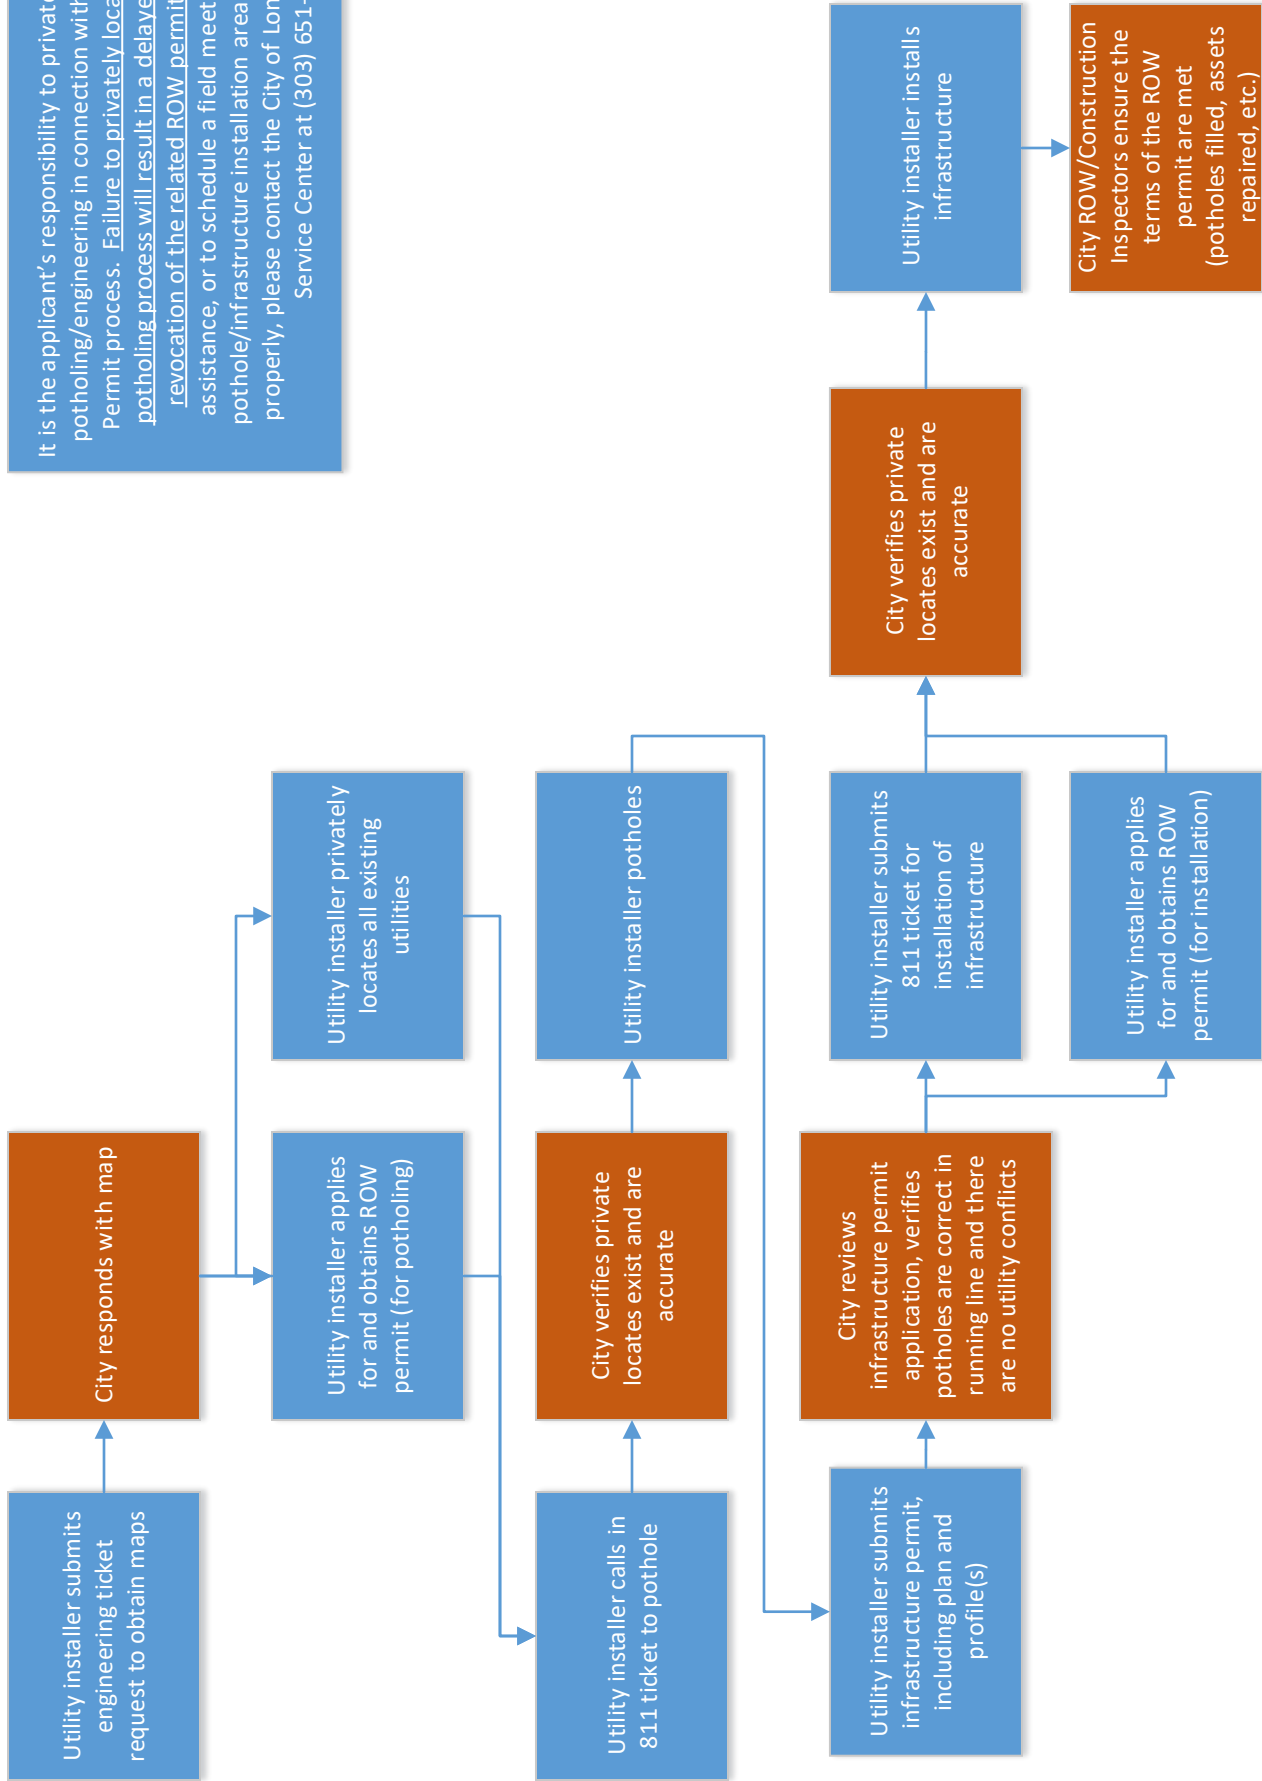 Utility installer submits
engineering ticket
request to obtain maps
City responds with map
It is the applicant's responsibility to private
potholing/engineering in connection with
Permit process. Failure to privately loca
potholing process will result in a delaye
revocation of the related ROW permit
assistance, or to schedule a field meet
pothole/infrastructure installation area
properly, please contact the City of Lon
Service Center at (303) 651-
Utility installer applies
for and obtains ROW
permit (for potholing)
Utility installer privately
locates all existing
utilities
Utility installer calls in
811 ticket to pothole
City verifies private
locates exist and are
accurate
Utility installer potholes
Utility installer submits
infrastructure permit,
including plan and
profile(s)
City reviews
infrastructure permit
application, verifies
potholes are correct in
running line and there
are no utility conflicts
Utility installer submits
811 ticket for
installation of
infrastructure
City verifies private
locates exist and are
accurate
Utility installer installs
infrastructure
Utility installer applies
for and obtains ROW
permit (for installation)
City ROW/Construction
Inspectors ensure the
terms of the ROW
permit are met
(potholes filled, assets
repaired, etc.)